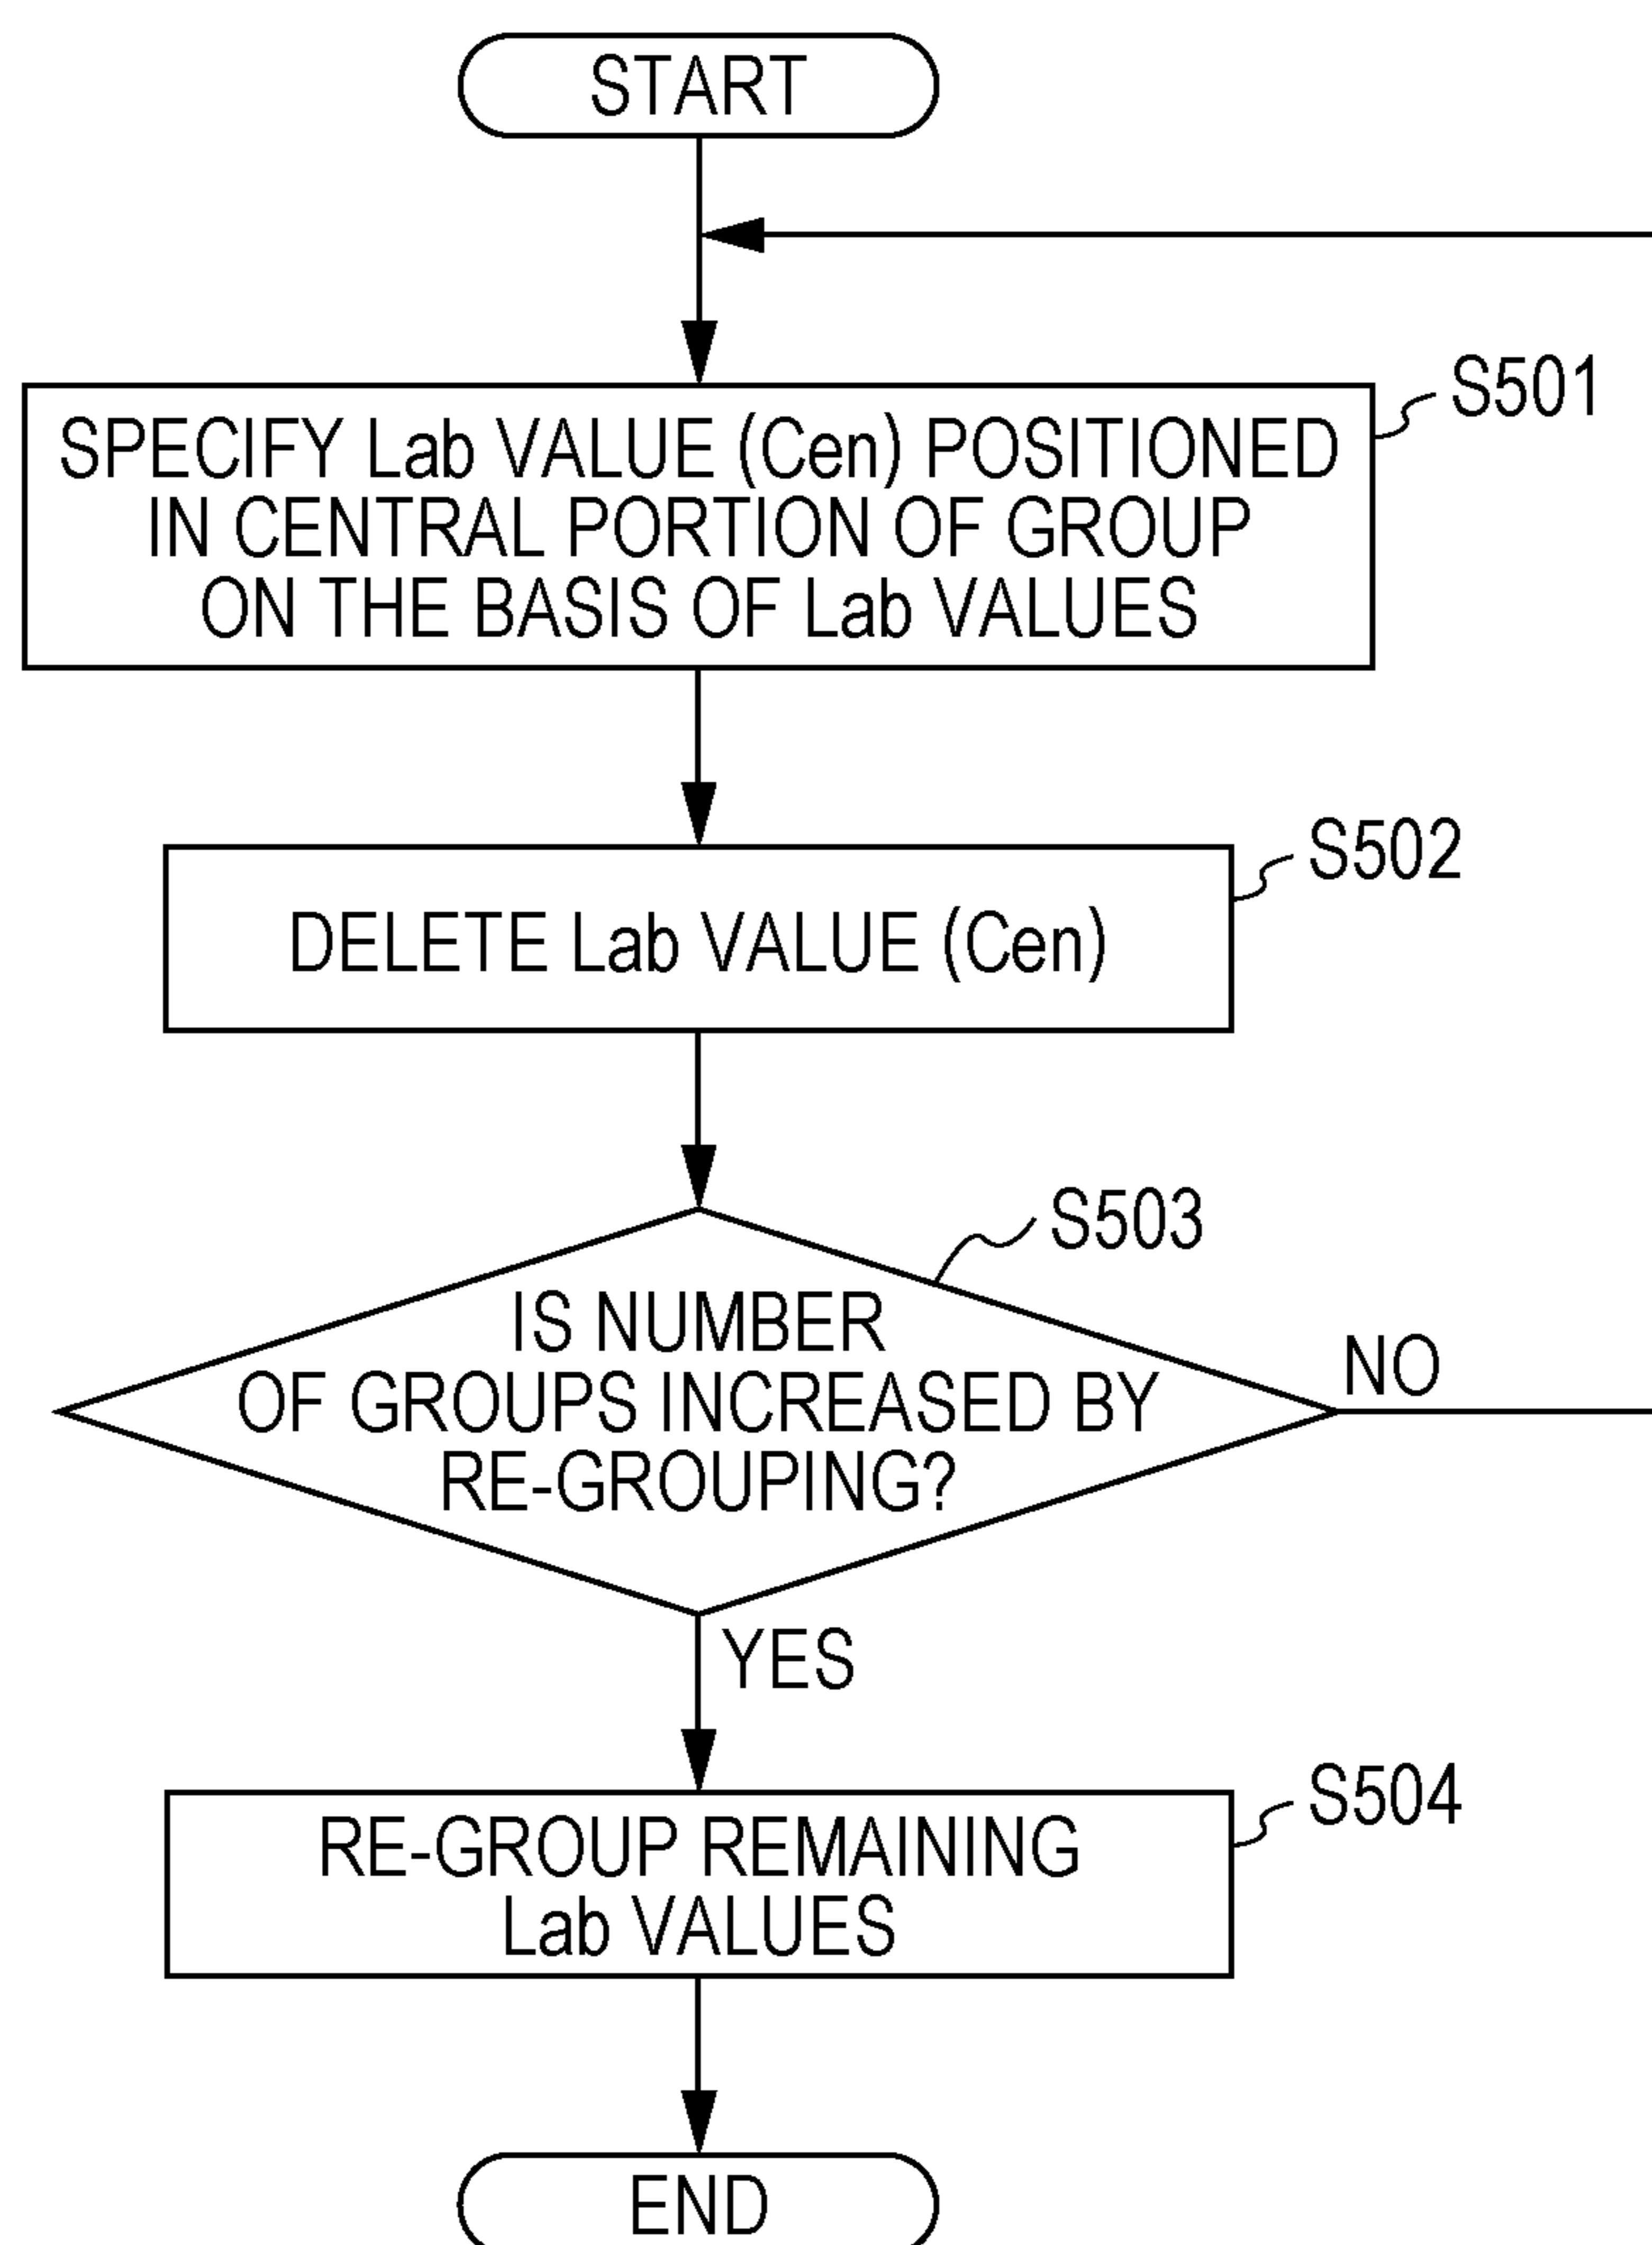 START
S501
SPECIFY Lab VALUE (Cen) POSITIONED
IN CENTRAL PORTION OF GROUP
ON THE BASIS OF Lab VALUES
S502
DELETE Lab VALUE (Cen)
S503
IS NUMBER
OF GROUPS INCREASED BY
RE-GROUPING?
NO
YES
S504
RE-GROUP REMAINING
Lab VALUES
END